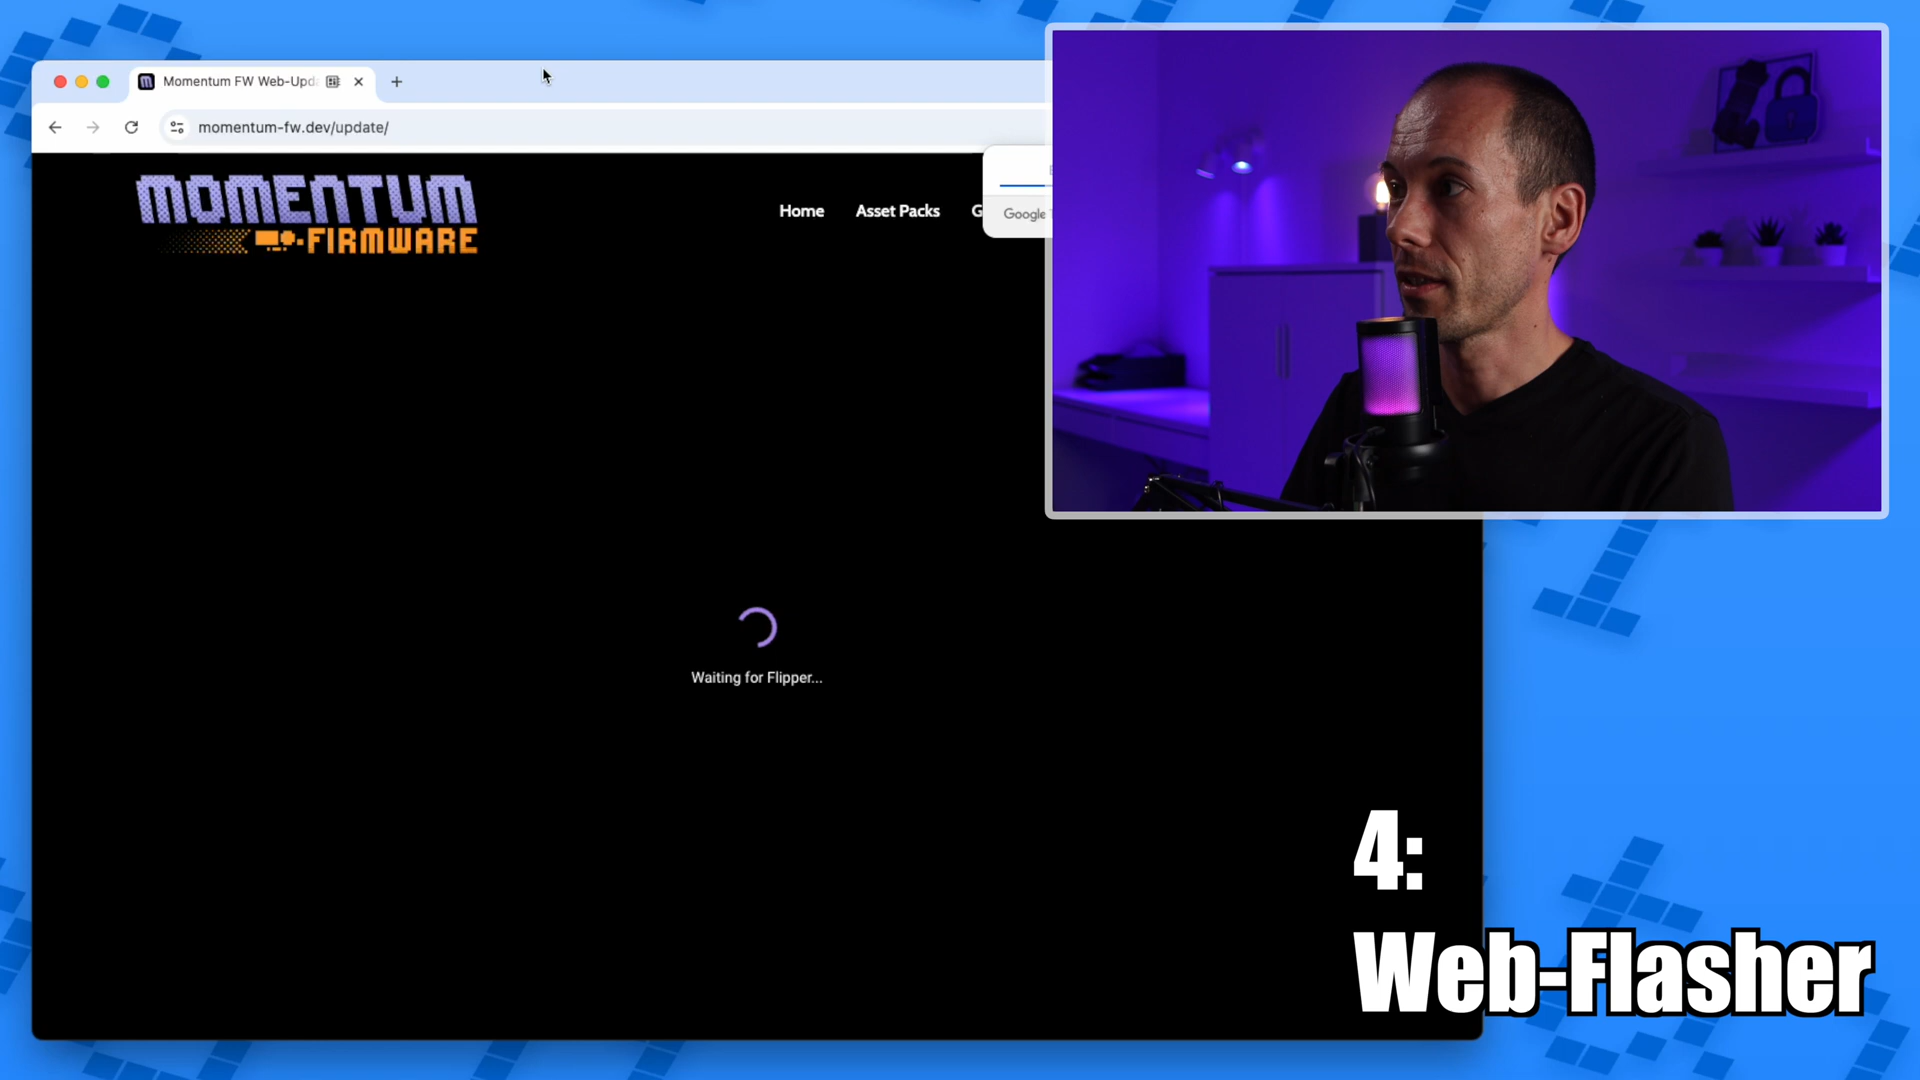 Momentum FW Web-Upd
momentum-fw.dev/update/
MOMENTUM
FIRMWARE
Home
Asset Packs
Google
Waiting for Flipper...
4:
Web-Flasher